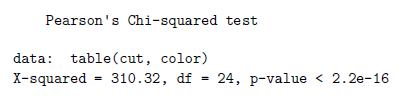 Pearson's Chi-squared test
data:  table(cut, color)
X-squared = 310.32, df = 24, p-value < 2.2e-16